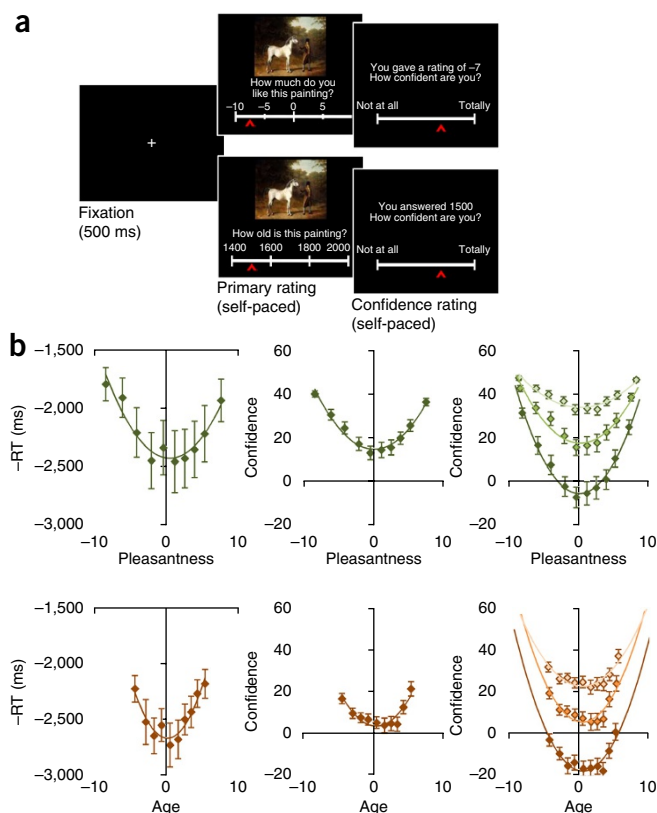 a
How much do you
like this painting?
−10 −5 0 5
You gave a rating of −7
How confident are you?
Not at all Totally
Fixation
(500 ms)
How old is this painting?
1400 1600 1800 2000
Primary rating
(self-paced)
You answered 1500
How confident are you?
Not at all Totally
Confidence rating
(self-paced)
b
−1,500
−2,000
−2,500
−3,000
−RT (ms)
−10 0 10
Pleasantness
60
40
20
0
−20
Confidence
−10 0 10
Pleasantness
60
40
20
0
−20
Confidence
−10 0 10
Pleasantness
−1,500
−2,000
−2,500
−3,000
−RT (ms)
−10 0 10
Age
60
40
20
0
−20
Confidence
−10 0 10
Age
60
40
20
0
−20
Confidence
−10 0 10
Age